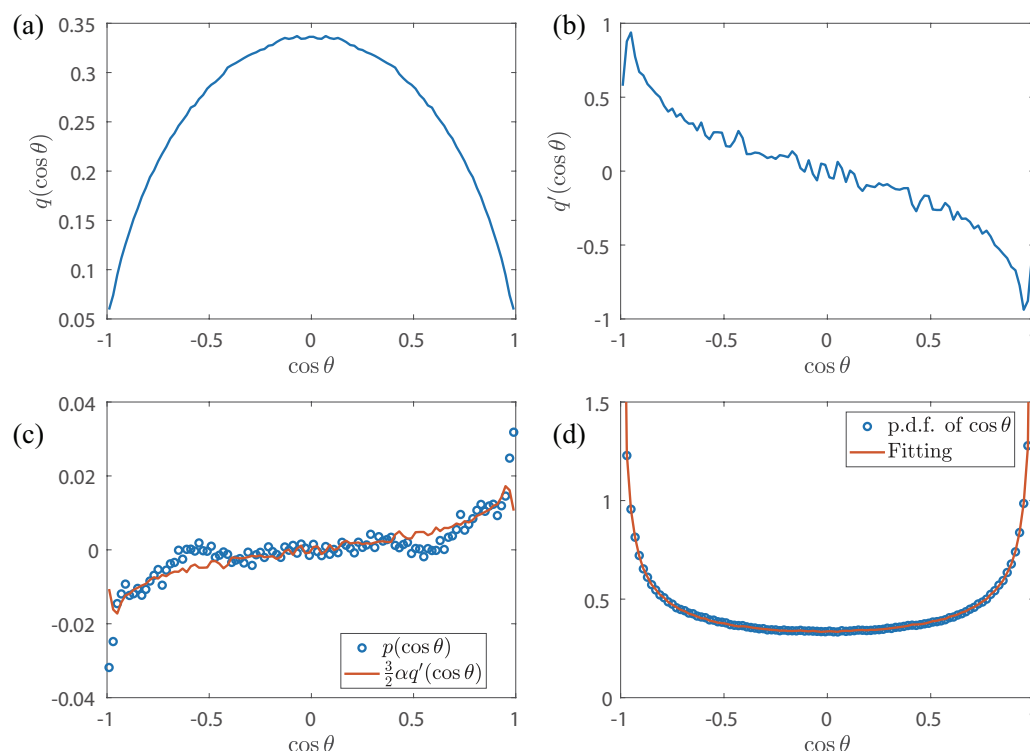 (a)
0.35
0.3
0.25
0.2
0.15
0.1
0.05
q(cos θ)
-1 -0.5 0 0.5 1
cos θ
(b)
1
0.5
0
-0.5
-1
q′(cos θ)
-1 -0.5 0 0.5 1
cos θ
(c)
0.04
0.02
0
-0.02
-0.04
p(cos θ)
3/2 αq′(cos θ)
-1 -0.5 0 0.5 1
cos θ
(d)
1.5
1
0.5
0
p.d.f. of cos θ
Fitting
-1 -0.5 0 0.5 1
cos θ